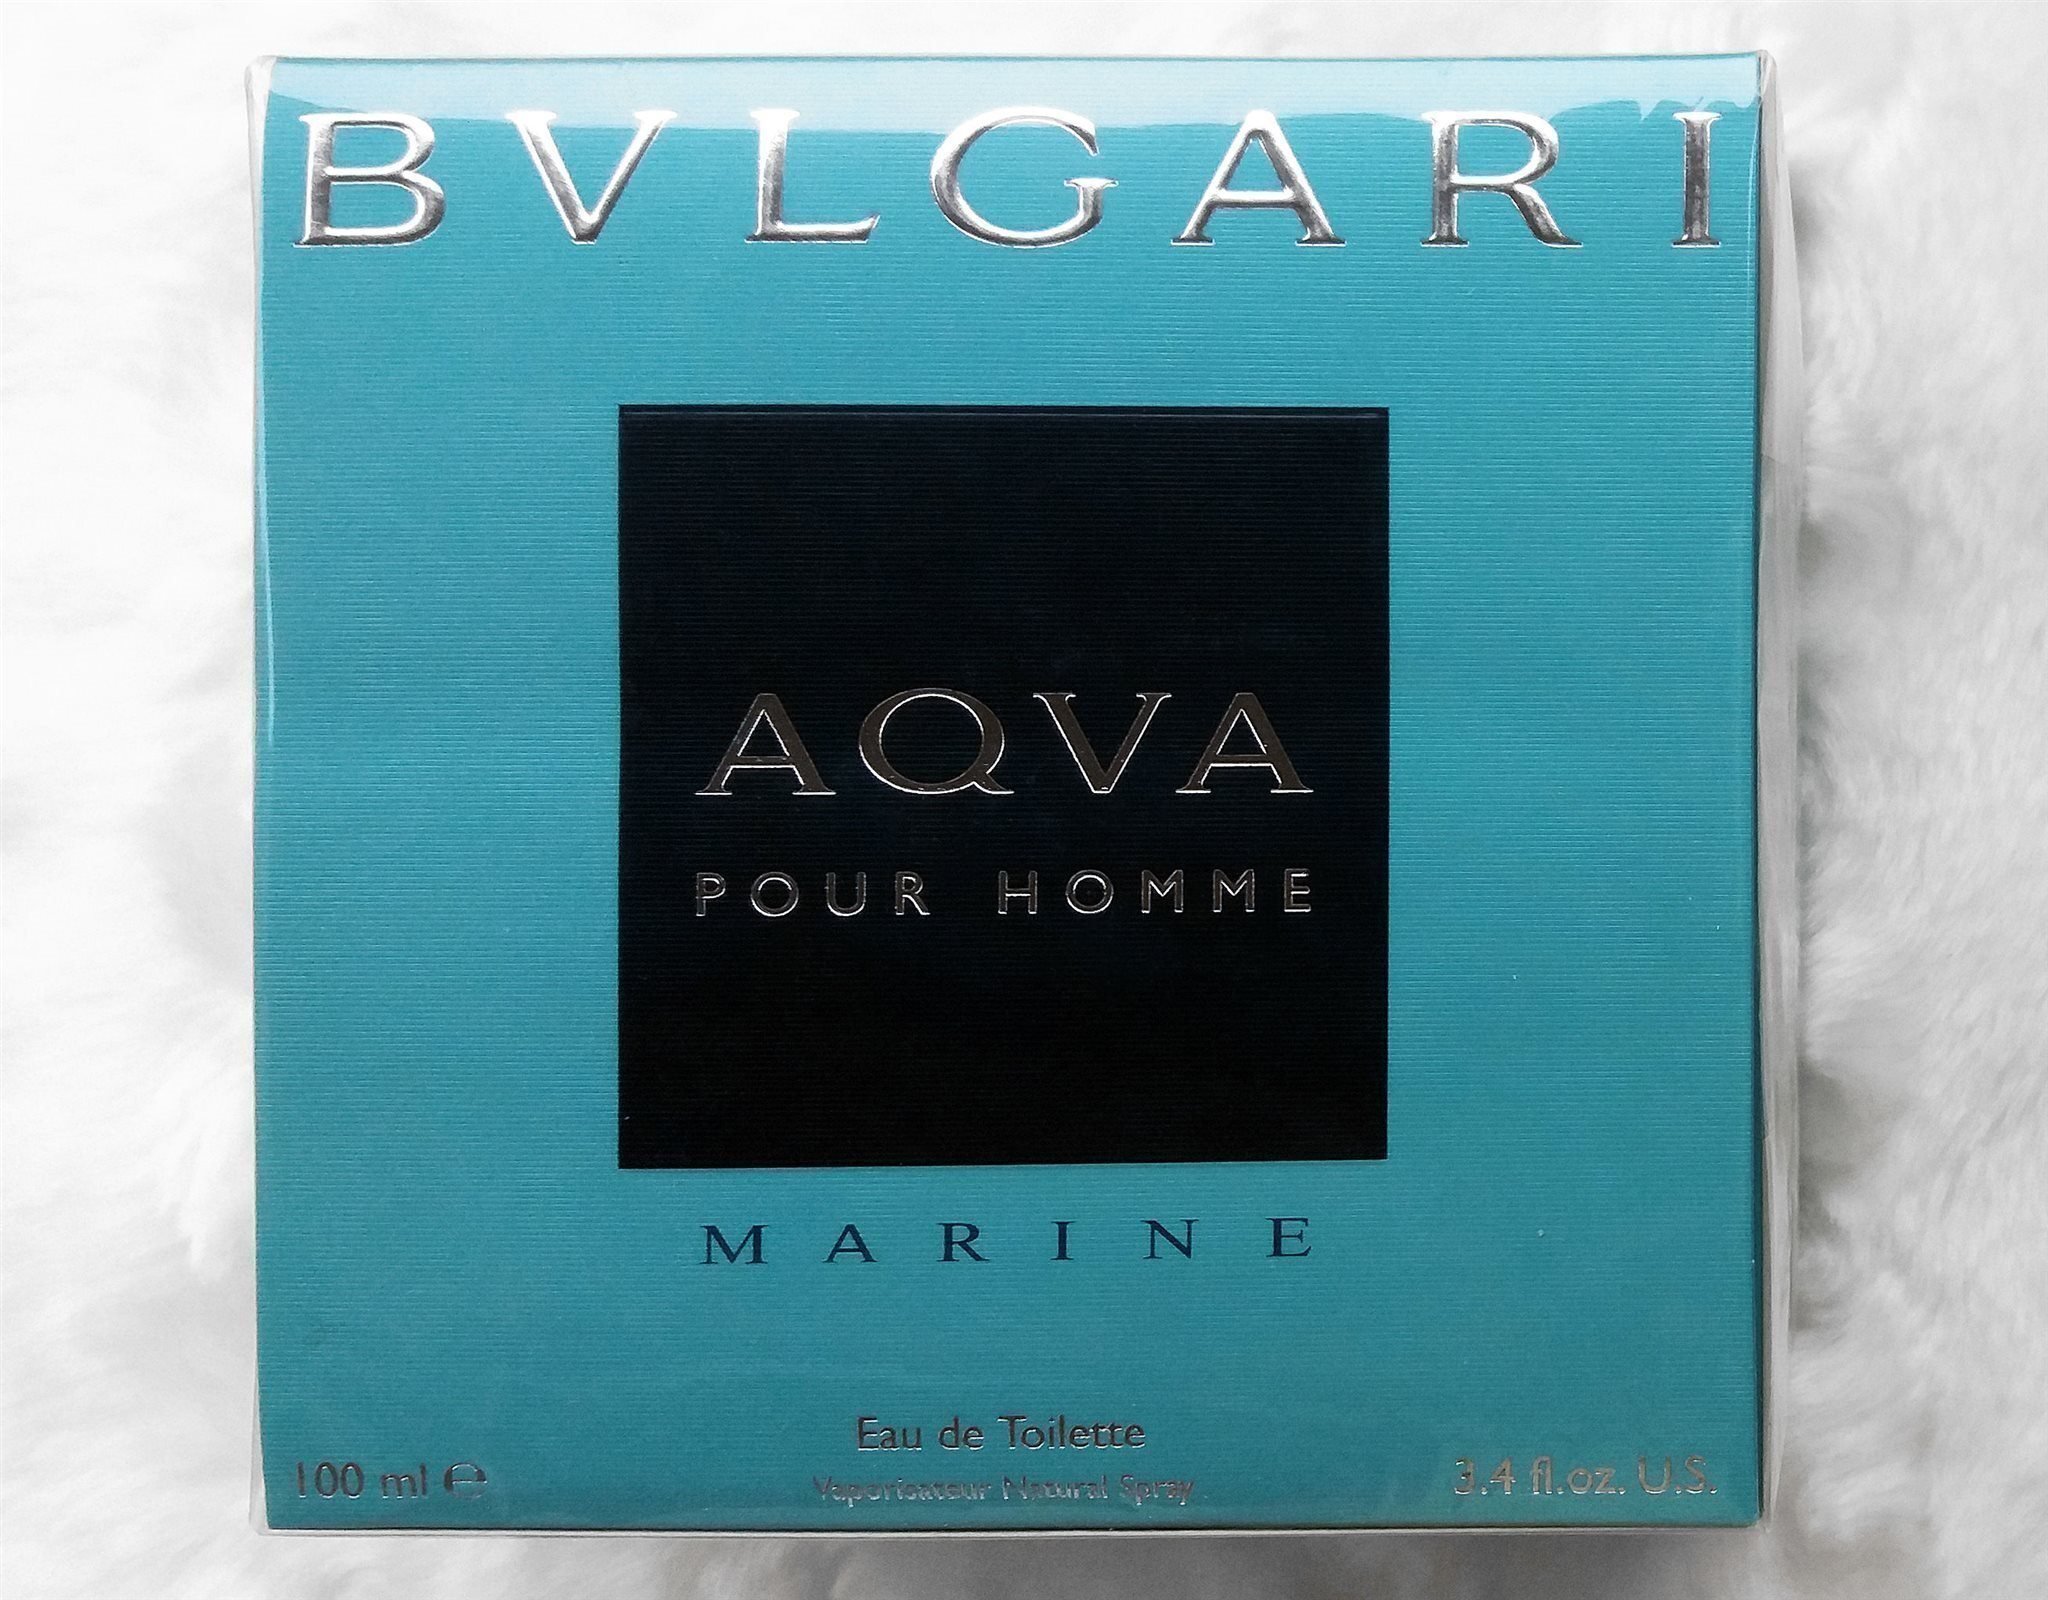 BVLGARI
AQVA
POUR HOMME
MARINE
Eau de Toilette
100 ml ℮
Vaporisateur Natural Spray
3.4 fl.oz. U.S.